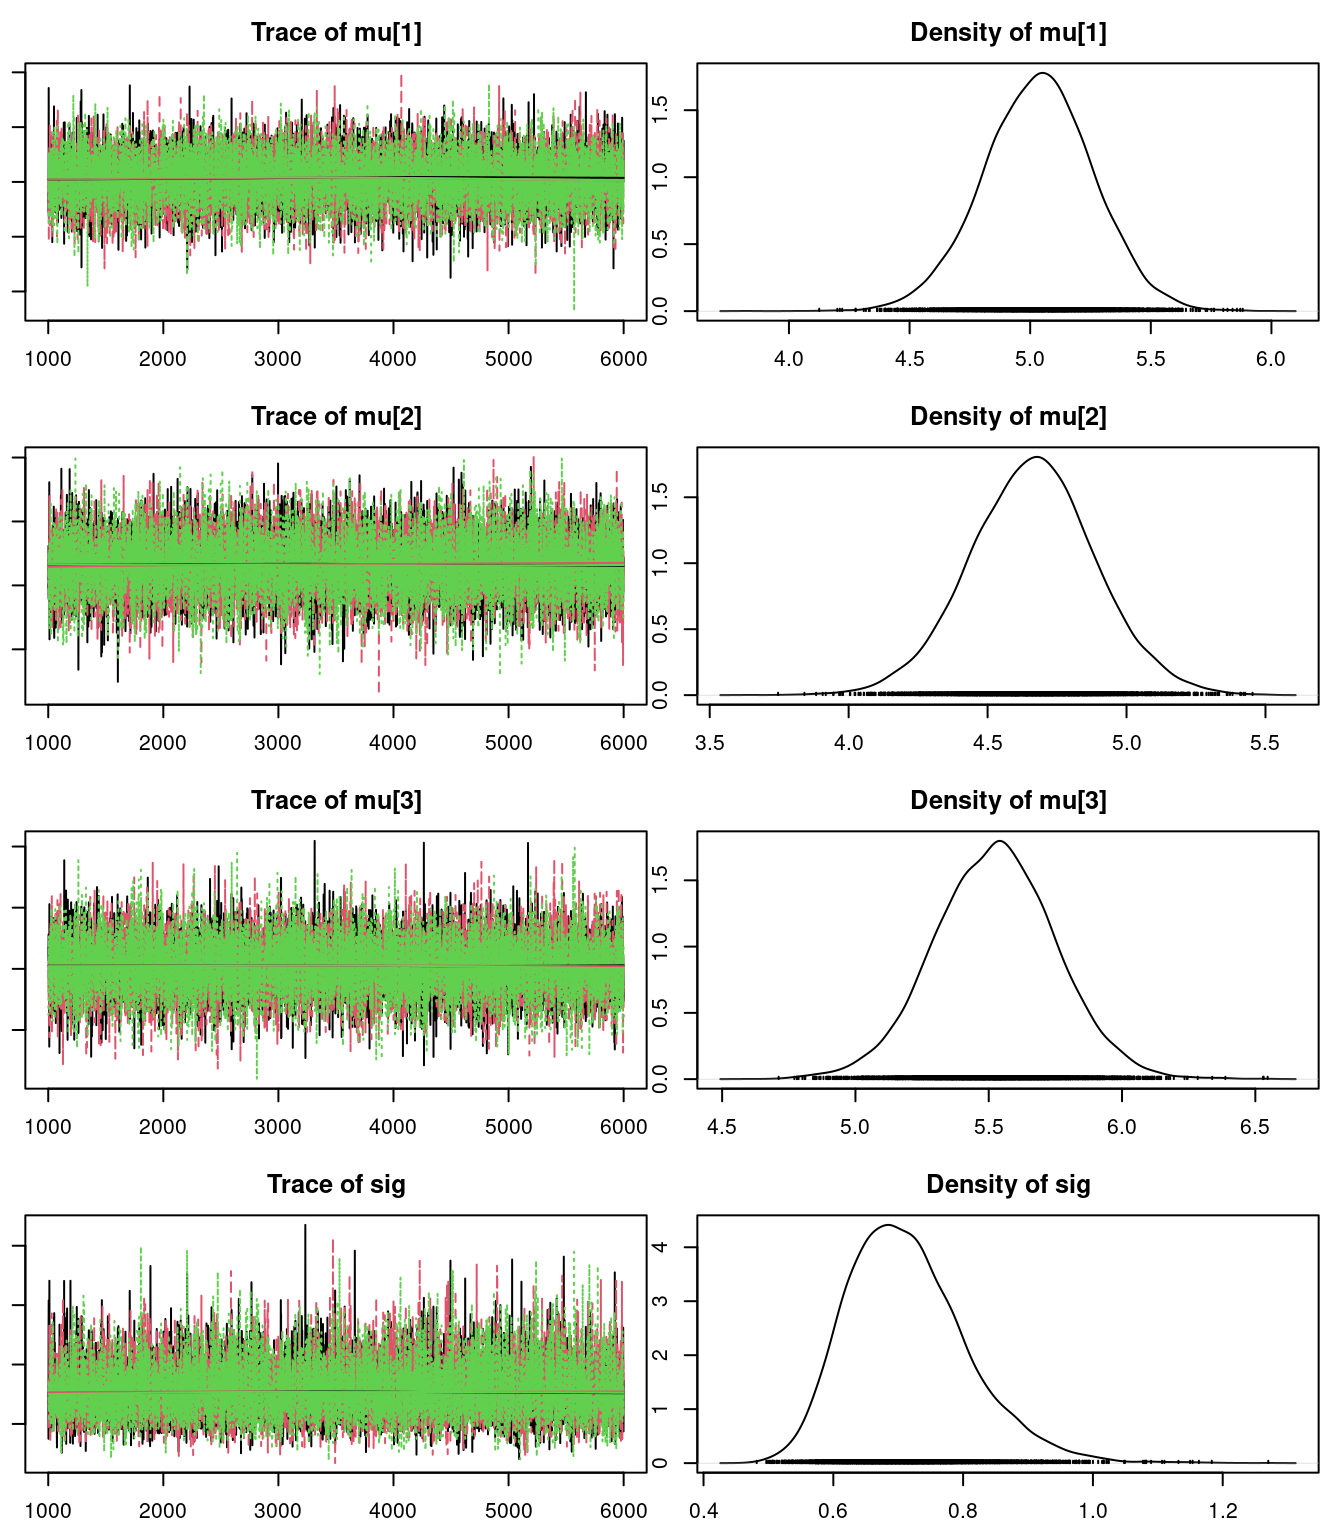 Trace of mu[1]
Density of mu[1]
0.0 0.5 1.0 1.5
1000 2000 3000 4000 5000 6000
4.0 4.5 5.0 5.5 6.0
Trace of mu[2]
Density of mu[2]
0.0 0.5 1.0 1.5
1000 2000 3000 4000 5000 6000
3.5 4.0 4.5 5.0 5.5
Trace of mu[3]
Density of mu[3]
0.0 0.5 1.0 1.5
1000 2000 3000 4000 5000 6000
4.5 5.0 5.5 6.0 6.5
Trace of sig
Density of sig
0 1 2 3 4
1000 2000 3000 4000 5000 6000
0.4 0.6 0.8 1.0 1.2